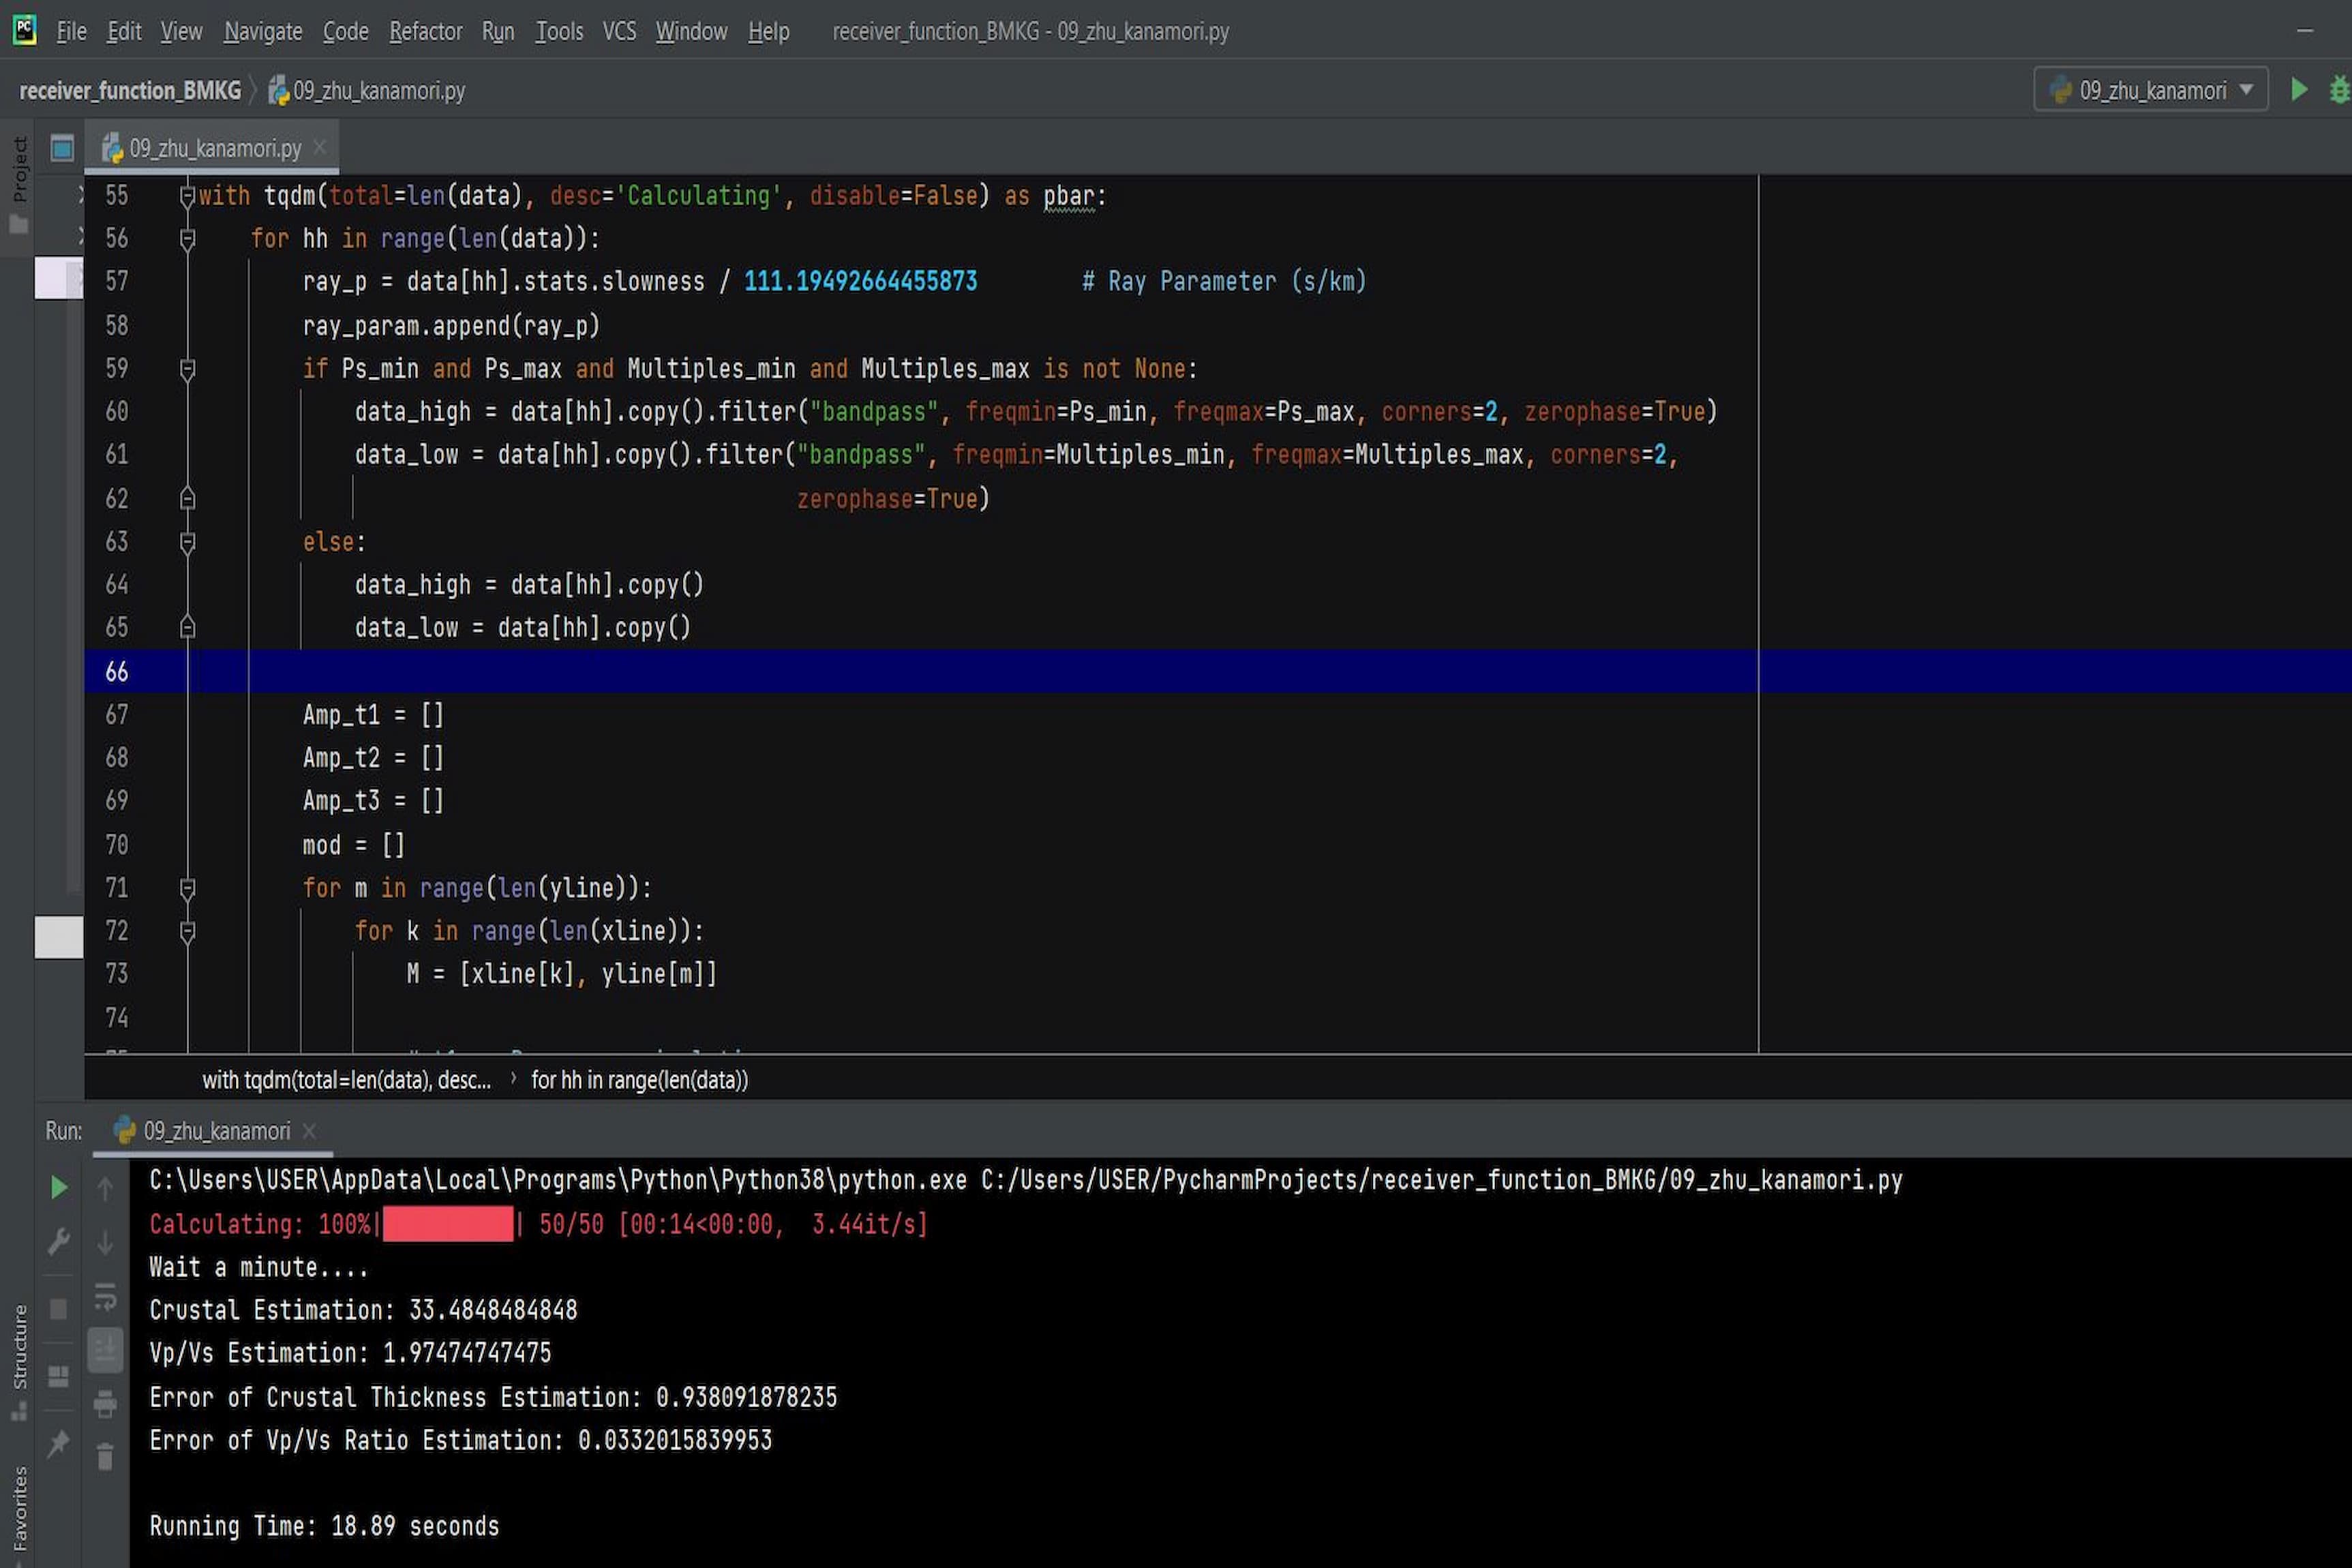 PC File Edit View Navigate Code Refactor Run Tools VCS Window Help receiver_function_BMKG - 09_zhu_kanamori.py
receiver_function_BMKG 09_zhu_kanamori.py 09_zhu_kanamori
Project
09_zhu_kanamori.py
55 with tqdm(total=len(data), desc='Calculating', disable=False) as pbar:
56 for hh in range(len(data)):
57 ray_p = data[hh].stats.slowness / 111.19492664455873 # Ray Parameter (s/km)
58 ray_param.append(ray_p)
59 if Ps_min and Ps_max and Multiples_min and Multiples_max is not None:
60 data_high = data[hh].copy().filter("bandpass", freqmin=Ps_min, freqmax=Ps_max, corners=2, zerophase=True)
61 data_low = data[hh].copy().filter("bandpass", freqmin=Multiples_min, freqmax=Multiples_max, corners=2,
62 zerophase=True)
63 else:
64 data_high = data[hh].copy()
65 data_low = data[hh].copy()
66
67 Amp_t1 = []
68 Amp_t2 = []
69 Amp_t3 = []
70 mod = []
71 for m in range(len(yline)):
72 for k in range(len(xline)):
73 M = [xline[k], yline[m]]
74
with tqdm(total=len(data), desc... › for hh in range(len(data))
Run: 09_zhu_kanamori
C:\Users\USER\AppData\Local\Programs\Python\Python38\python.exe C:/Users/USER/PycharmProjects/receiver_function_BMKG/09_zhu_kanamori.py
Calculating: 100%|██████████| 50/50 [00:14<00:00, 3.44it/s]
Wait a minute....
Crustal Estimation: 33.4848484848
Vp/Vs Estimation: 1.97474747475
Error of Crustal Thickness Estimation: 0.938091878235
Error of Vp/Vs Ratio Estimation: 0.0332015839953
Running Time: 18.89 seconds
Structure
Favorites